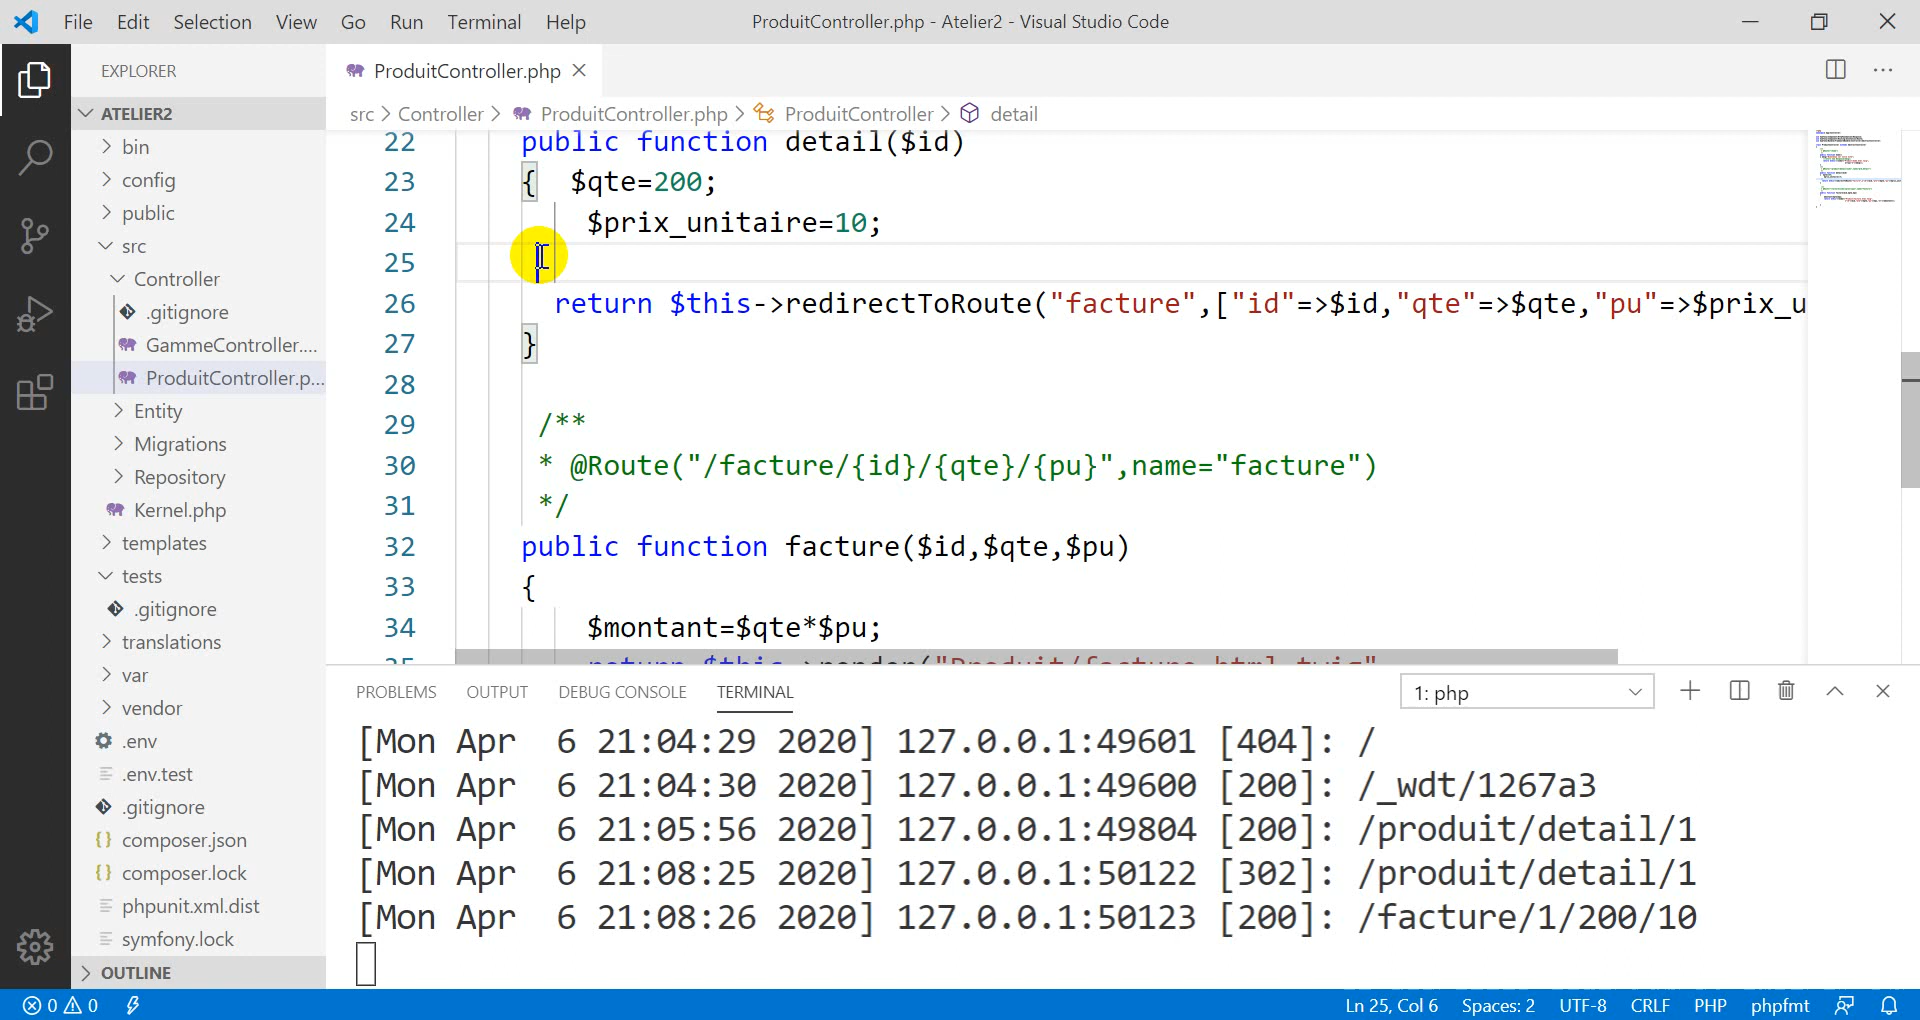 File Edit Selection View Go Run Terminal Help
ProduitController.php - Atelier2 - Visual Studio Code
EXPLORER
ATELIER2
bin
config
public
src
Controller
.gitignore
GammeController....
ProduitController.p...
Entity
Migrations
Repository
Kernel.php
templates
tests
.gitignore
translations
var
vendor
.env
.env.test
.gitignore
composer.json
composer.lock
phpunit.xml.dist
symfony.lock
OUTLINE
ProduitController.php
src > Controller > ProduitController.php > ProduitController > detail
22 public function detail($id)
23 { $qte=200;
24 $prix_unitaire=10;
25
26 return $this->redirectToRoute("facture",["id"=>$id,"qte"=>$qte,"pu"=>$prix_u
27 }
28
29 /**
30 * @Route("/facture/{id}/{qte}/{pu}",name="facture")
31 */
32 public function facture($id,$qte,$pu)
33 {
34 $montant=$qte*$pu;
35 return $this->render("Produit/facture.html.twig"
PROBLEMS OUTPUT DEBUG CONSOLE TERMINAL
1: php
[Mon Apr  6 21:04:29 2020] 127.0.0.1:49601 [404]: /
[Mon Apr  6 21:04:30 2020] 127.0.0.1:49600 [200]: /_wdt/1267a3
[Mon Apr  6 21:05:56 2020] 127.0.0.1:49804 [200]: /produit/detail/1
[Mon Apr  6 21:08:25 2020] 127.0.0.1:50122 [302]: /produit/detail/1
[Mon Apr  6 21:08:26 2020] 127.0.0.1:50123 [200]: /facture/1/200/10
0 0
Ln 25, Col 6 Spaces: 2 UTF-8 CRLF PHP phpfmt